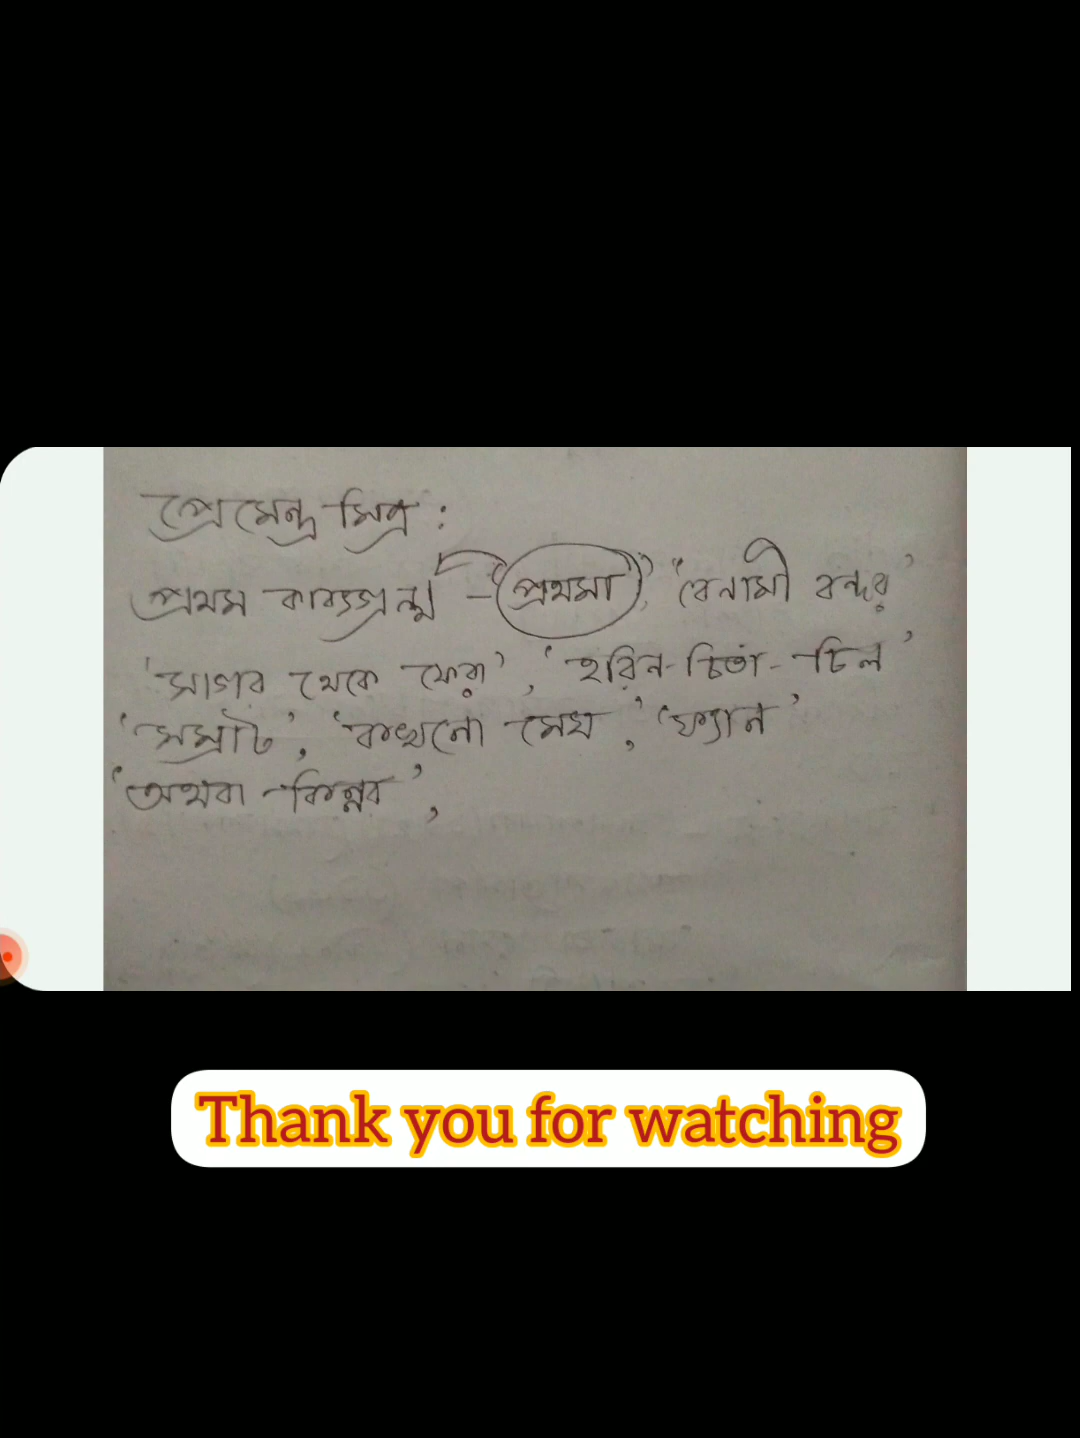 প্রেমেন্দ্র মিত্র :
প্রথম কাব্যগ্রন্থ - 'প্রথমা', 'বেনামী বন্দর'
'সাগর থেকে ফেরা', 'হরিন-চিতা-চিল'
'সম্রাট', 'কখনো মেঘ', 'ফ্যান'
'অথবা কিন্নর',
Thank you for watching